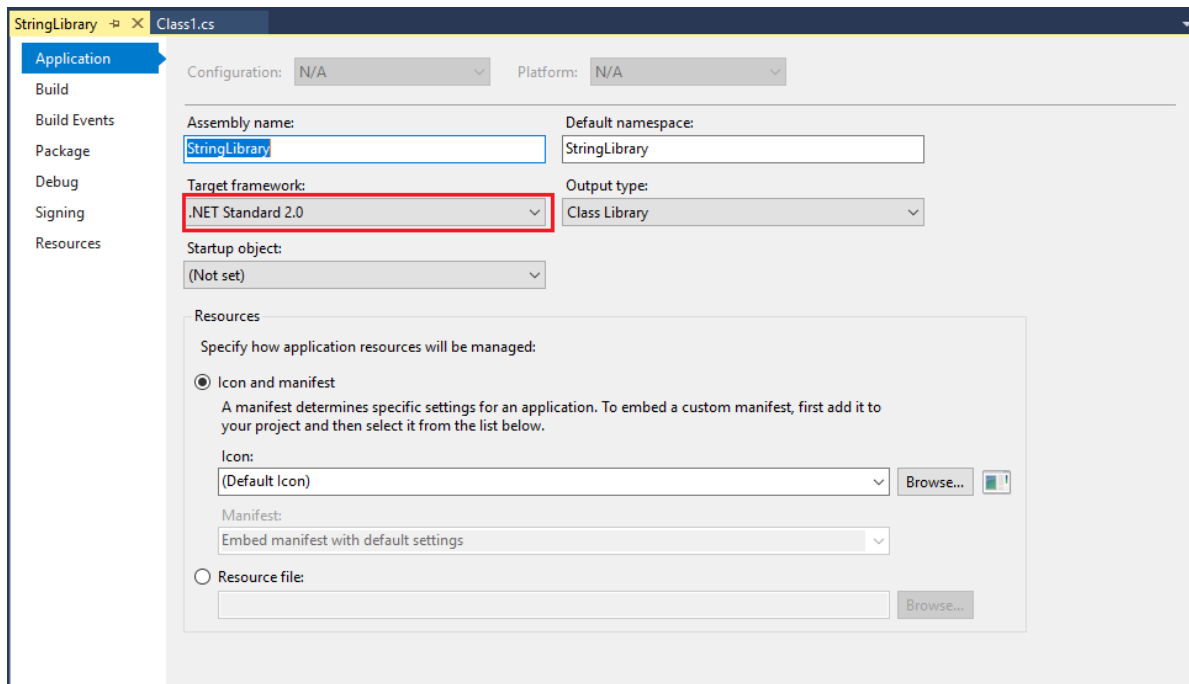 StringLibrary
Class1.cs
Application
Build
Build Events
Package
Debug
Signing
Resources
Configuration: N/A Platform: N/A
Assembly name: Default namespace:
StringLibrary StringLibrary
Target framework: Output type:
.NET Standard 2.0 Class Library
Startup object:
(Not set)
Resources
Specify how application resources will be managed:
Icon and manifest
A manifest determines specific settings for an application. To embed a custom manifest, first add it to
your project and then select it from the list below.
Icon:
(Default Icon) Browse...
Manifest:
Embed manifest with default settings
Resource file:
Browse...